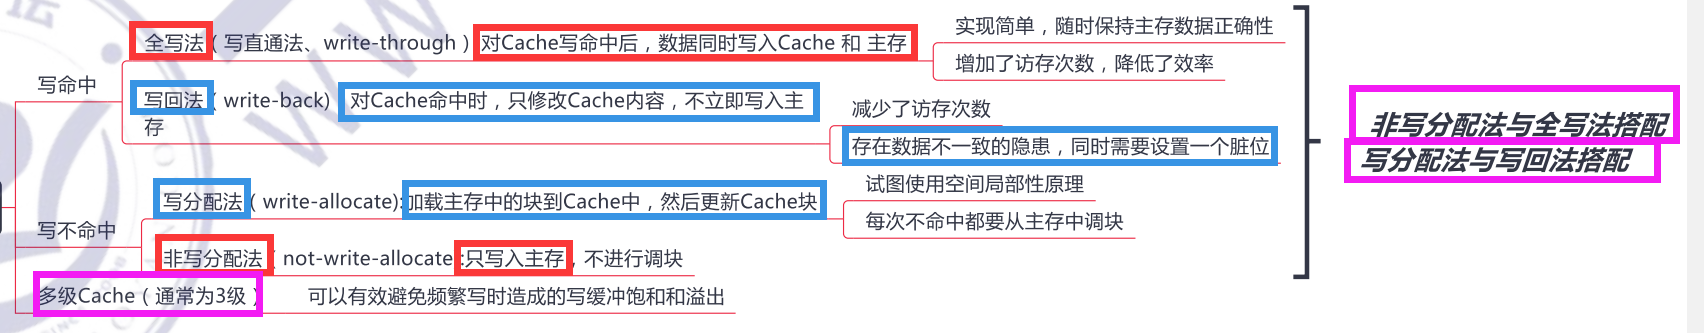 实现简单，随时保持主存数据正确性
全写法（写直通法、write-through）对Cache写命中后，数据同时写入Cache 和 主存
增加了访存次数，降低了效率
写命中
写回法（write-back） 对Cache命中时，只修改Cache内容，不立即写入主
存
减少了访存次数
存在数据不一致的隐患，同时需要设置一个脏位
非写分配法与全写法搭配
写分配法与写回法搭配
试图使用空间局部性原理
写分配法（write-allocate):加载主存中的块到Cache中，然后更新Cache块
每次不命中都要从主存中调块
写不命中
非写分配法（not-write-allocate:只写入主存，不进行调块
多级Cache（通常为3级） 可以有效避免频繁写时造成的写缓冲饱和和溢出